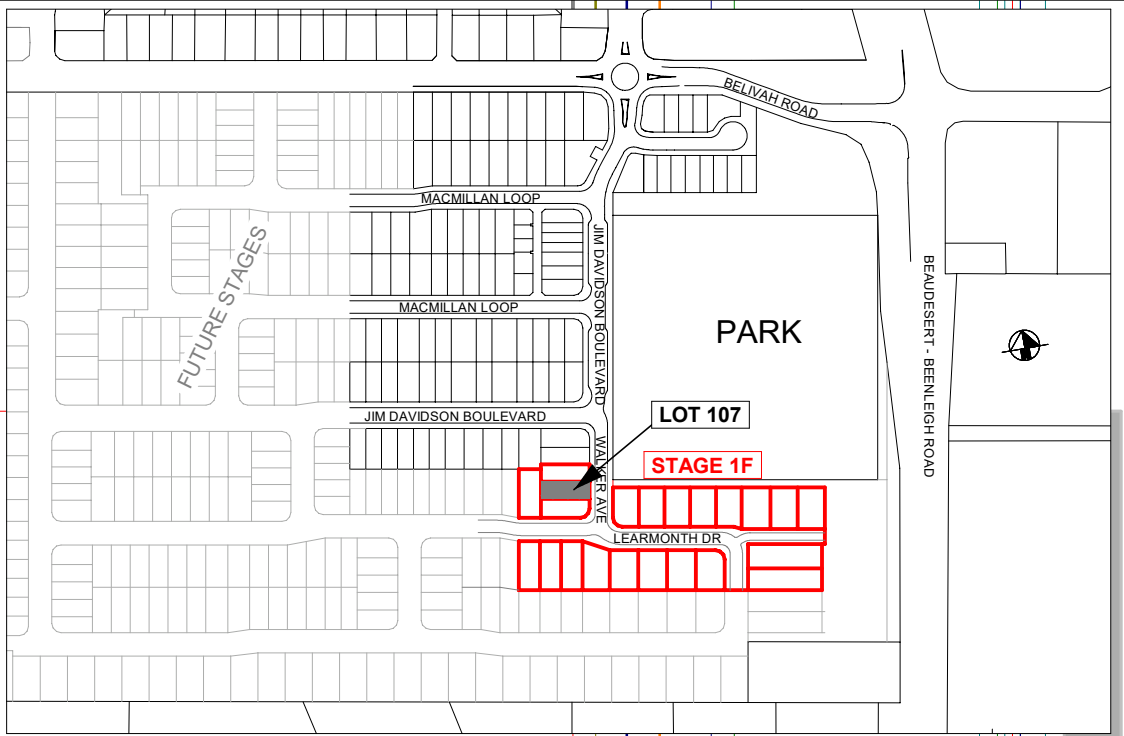 BELIVAH ROAD
MACMILLAN LOOP
JIM DAVIDSON BOULEVARD
FUTURE STAGES
BEAUDESERT - BEENLEIGH ROAD
MACMILLAN LOOP
PARK
JIM DAVIDSON BOULEVARD
LOT 107
WALKER AVE
STAGE 1F
LEARMONTH DR